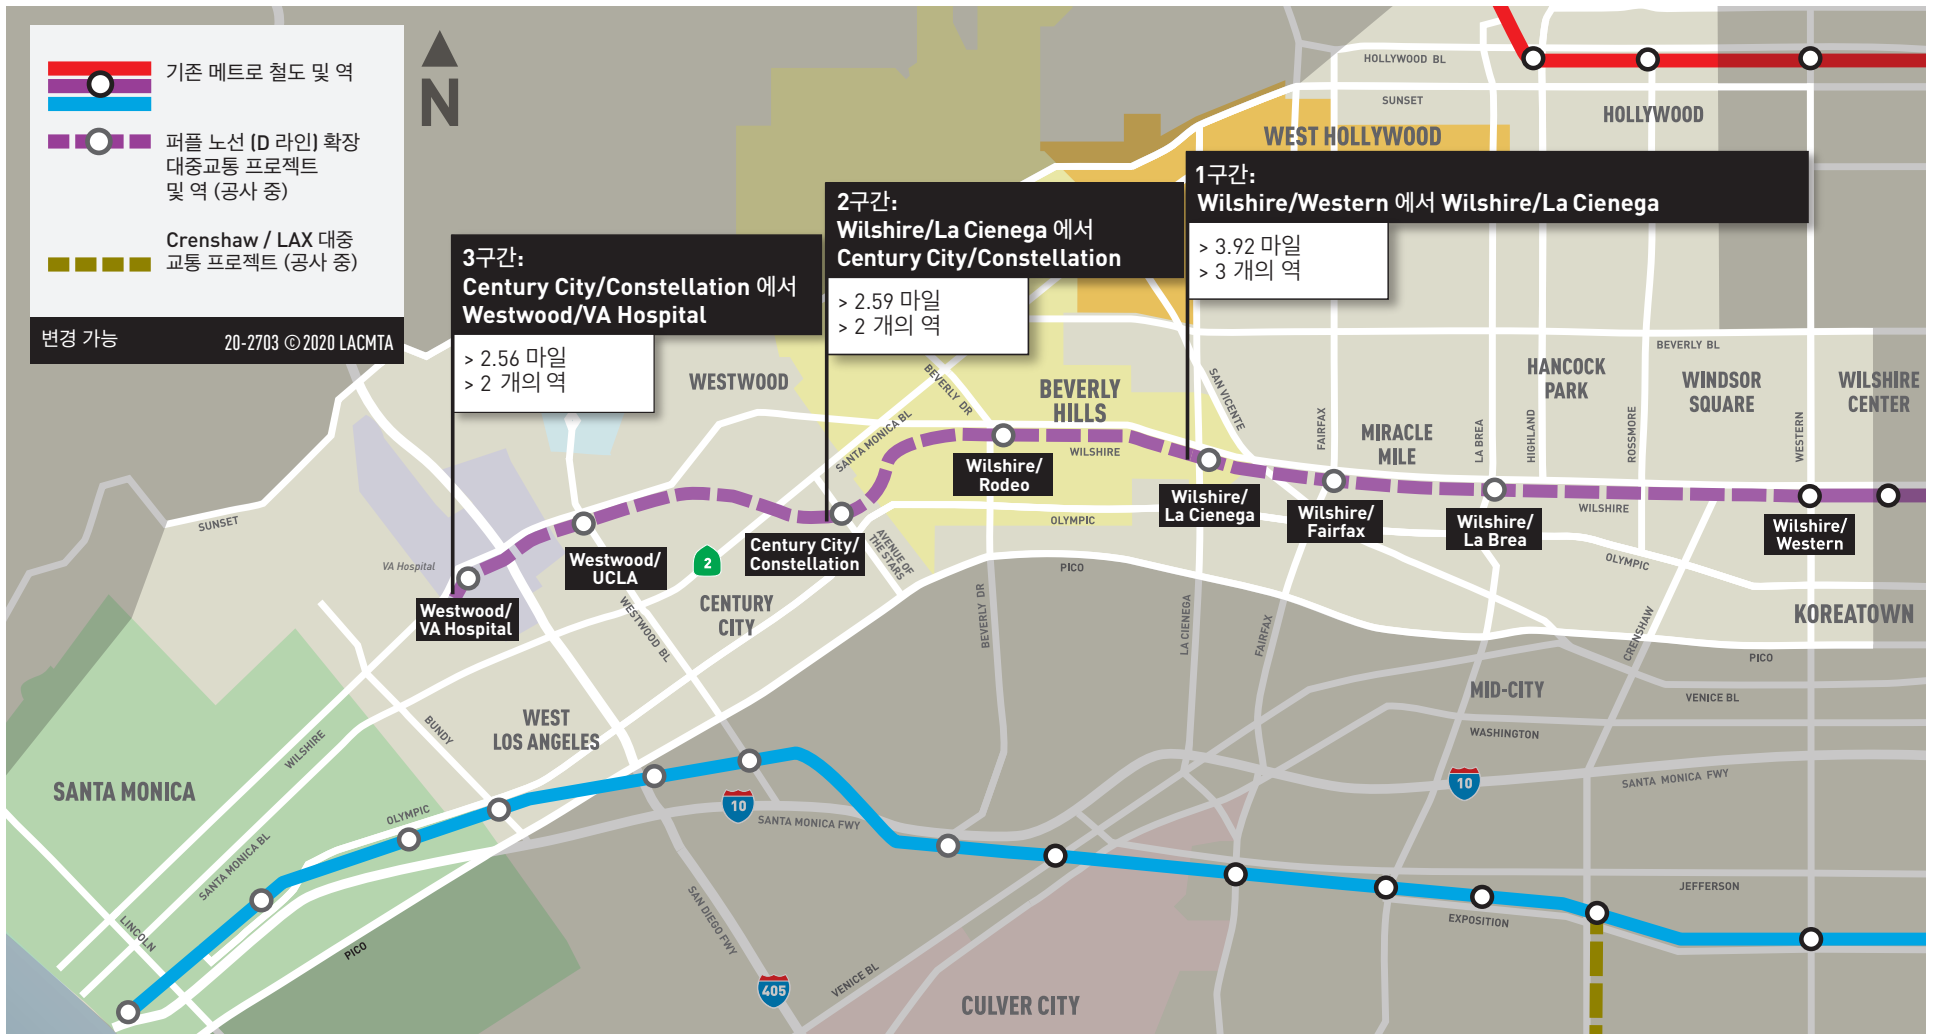 기존 메트로 철도 및 역
퍼플 노선 (D 라인) 확장
대중교통 프로젝트
및 역 (공사 중)
Crenshaw / LAX 대중
교통 프로젝트 (공사 중)
변경 가능
20-2703 © 2020 LACMTA
N
3구간:
Century City/Constellation 에서
Westwood/VA Hospital
> 2.56 마일
> 2 개의 역
2구간:
Wilshire/La Cienega 에서
Century City/Constellation
> 2.59 마일
> 2 개의 역
1구간:
Wilshire/Western 에서 Wilshire/La Cienega
> 3.92 마일
> 3 개의 역
HOLLYWOOD BL
SUNSET
HOLLYWOOD
WEST HOLLYWOOD
BEVERLY BL
WESTWOOD
BEVERLY DR
BEVERLY
HILLS
SAN VICENTE
HANCOCK
PARK
WINDSOR
SQUARE
WILSHIRE
CENTER
SANTA MONICA BL
FAIRFAX
MIRACLE
MILE
LA BREA
HIGHLAND
ROSSMORE
WESTERN
WILSHIRE
Wilshire/
Rodeo
Wilshire/
La Cienega
Wilshire/
Fairfax
Wilshire/
La Brea
WILSHIRE
Wilshire/
Western
SUNSET
VA Hospital
Westwood/
UCLA
2
Century City/
Constellation
AVENUE OF
THE STARS
OLYMPIC
OLYMPIC
PICO
Westwood/
VA Hospital
WESTWOOD BL
CENTURY
CITY
BEVERLY DR
LA CIENEGA
FAIRFAX
CRENSHAW
KOREATOWN
PICO
MID-CITY
VENICE BL
WASHINGTON
BUNDY
WEST
LOS ANGELES
WILSHIRE
SANTA MONICA
OLYMPIC
10
SANTA MONICA FWY
10
SANTA MONICA FWY
SANTA MONICA BL
LINCOLN
PICO
SAN DIEGO FWY
405
VENICE BL
CULVER CITY
EXPOSITION
JEFFERSON